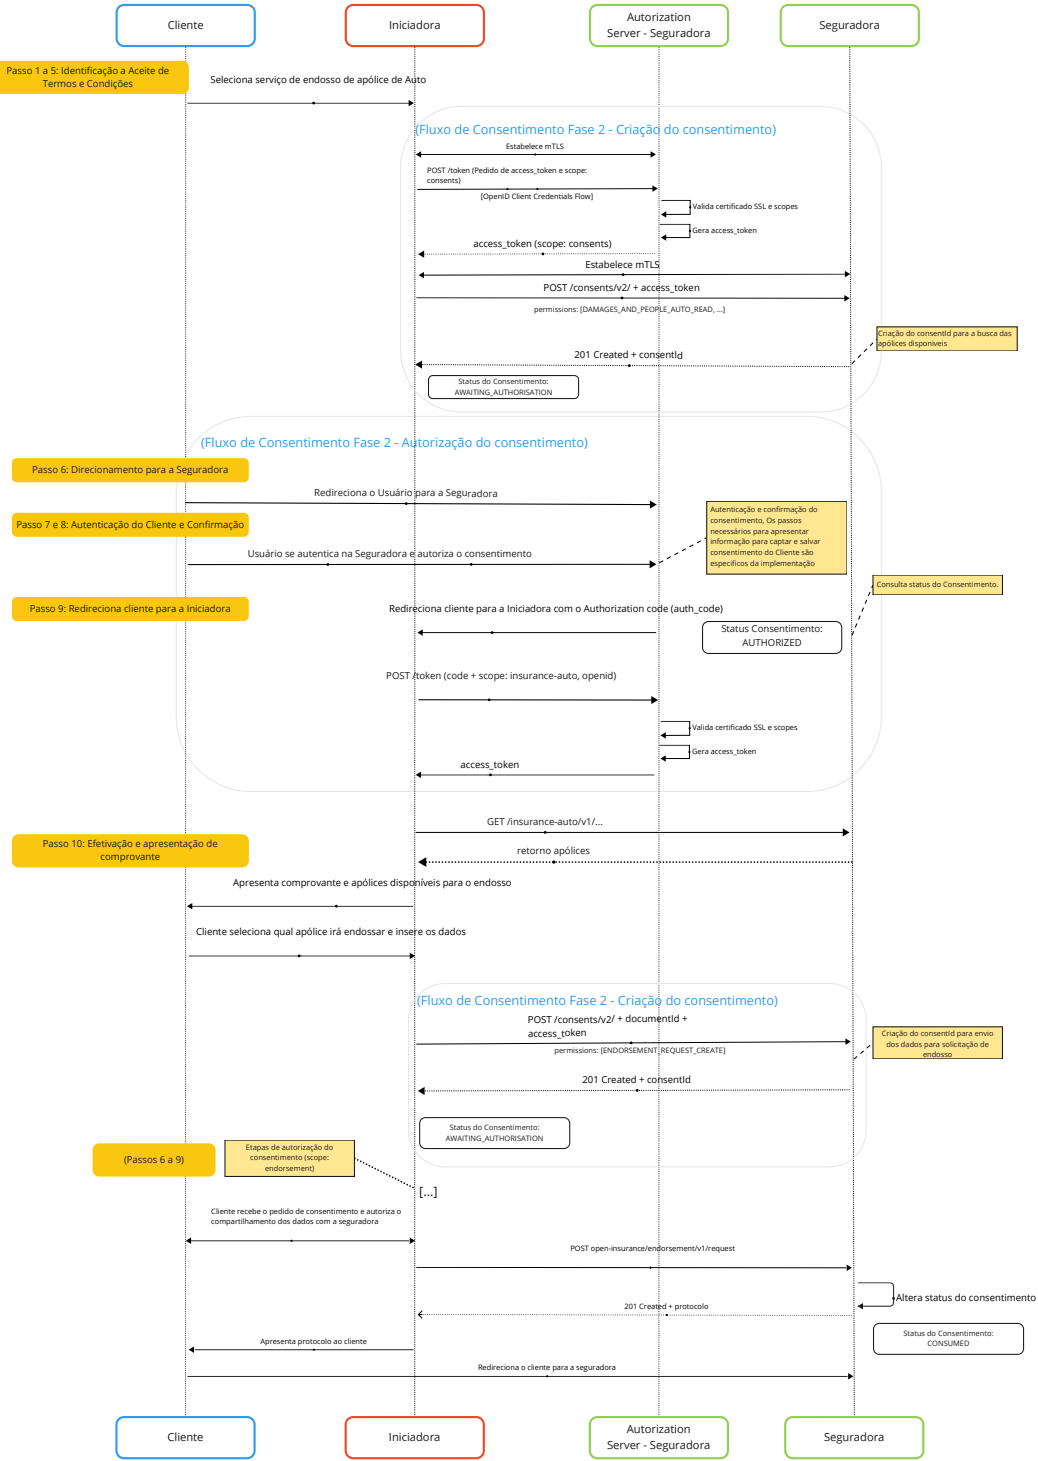 Cliente
Iniciadora
Autorization
Server - Seguradora
Seguradora
Passo 1 a 5: Identificação a Aceite de
Termos e Condições
Seleciona serviço de endosso de apólice de Auto
(Fluxo de Consentimento Fase 2 - Criação do consentimento)
Estabelece mTLS
POST /token (Pedido de access_token e scope:
consents)
[OpenID Client Credentials Flow]
Valida certificado SSL e scopes
Gera access_token
access_token (scope: consents)
Estabelece mTLS
POST /consents/v2/ + access_token
permissions: [DAMAGES_AND_PEOPLE_AUTO_READ, ...]
Criação do consentId para a busca das
apólices disponíveis
201 Created + consentId
Status do Consentimento:
AWAITING_AUTHORISATION
(Fluxo de Consentimento Fase 2 - Autorização do consentimento)
Passo 6: Direcionamento para a Seguradora
Redireciona o Usuário para a Seguradora
Autenticação e confirmação do
consentimento, Os passos
necessários para apresentar
informação para captar e salvar
consentimento do Cliente são
especificos da implementação
Passo 7 e 8: Autenticação do Cliente e Confirmação
Usuário se autentica na Seguradora e autoriza o consentimento
Consulta status do Consentimento.
Passo 9: Redireciona cliente para a Iniciadora
Redireciona cliente para a Iniciadora com o Authorization code (auth_code)
Status Consentimento:
AUTHORIZED
POST /token (code + scope: insurance-auto, openid)
Valida certificado SSL e scopes
Gera access_token
access_token
GET /insurance-auto/v1/...
Passo 10: Efetivação e apresentação de
comprovante
retorno apólices
Apresenta comprovante e apólices disponíveis para o endosso
Cliente seleciona qual apólice irá endossar e insere os dados
(Fluxo de Consentimento Fase 2 - Criação do consentimento)
POST /consents/v2/ + documentId +
access_token
permissions: [ENDORSEMENT_REQUEST_CREATE]
Criação do consentId para envio
dos dados para solicitação de
endosso
201 Created + consentId
Status do Consentimento:
AWAITING_AUTHORISATION
(Passos 6 a 9)
Etapas de autorização do
consentimento (scope:
endorsement)
[...]
Cliente recebe o pedido de consentimento e autoriza o
compartilhamento dos dados com a seguradora
POST open-insurance/endorsement/v1/request
Altera status do consentimento
201 Created + protocolo
Status do Consentimento:
CONSUMED
Apresenta protocolo ao cliente
Redireciona o cliente para a seguradora
Cliente
Iniciadora
Autorization
Server - Seguradora
Seguradora